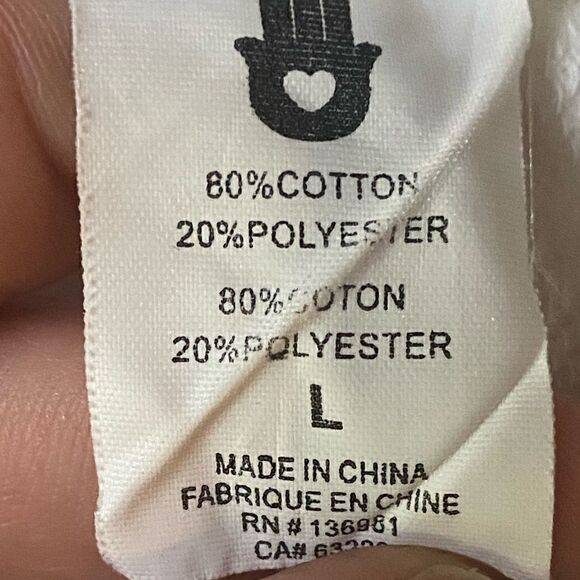 80%COTTON
20%POLYESTER
80%COTON
20%POLYESTER
L
MADE IN CHINA
FABRIQUE EN CHINE
RN # 136981
CA#